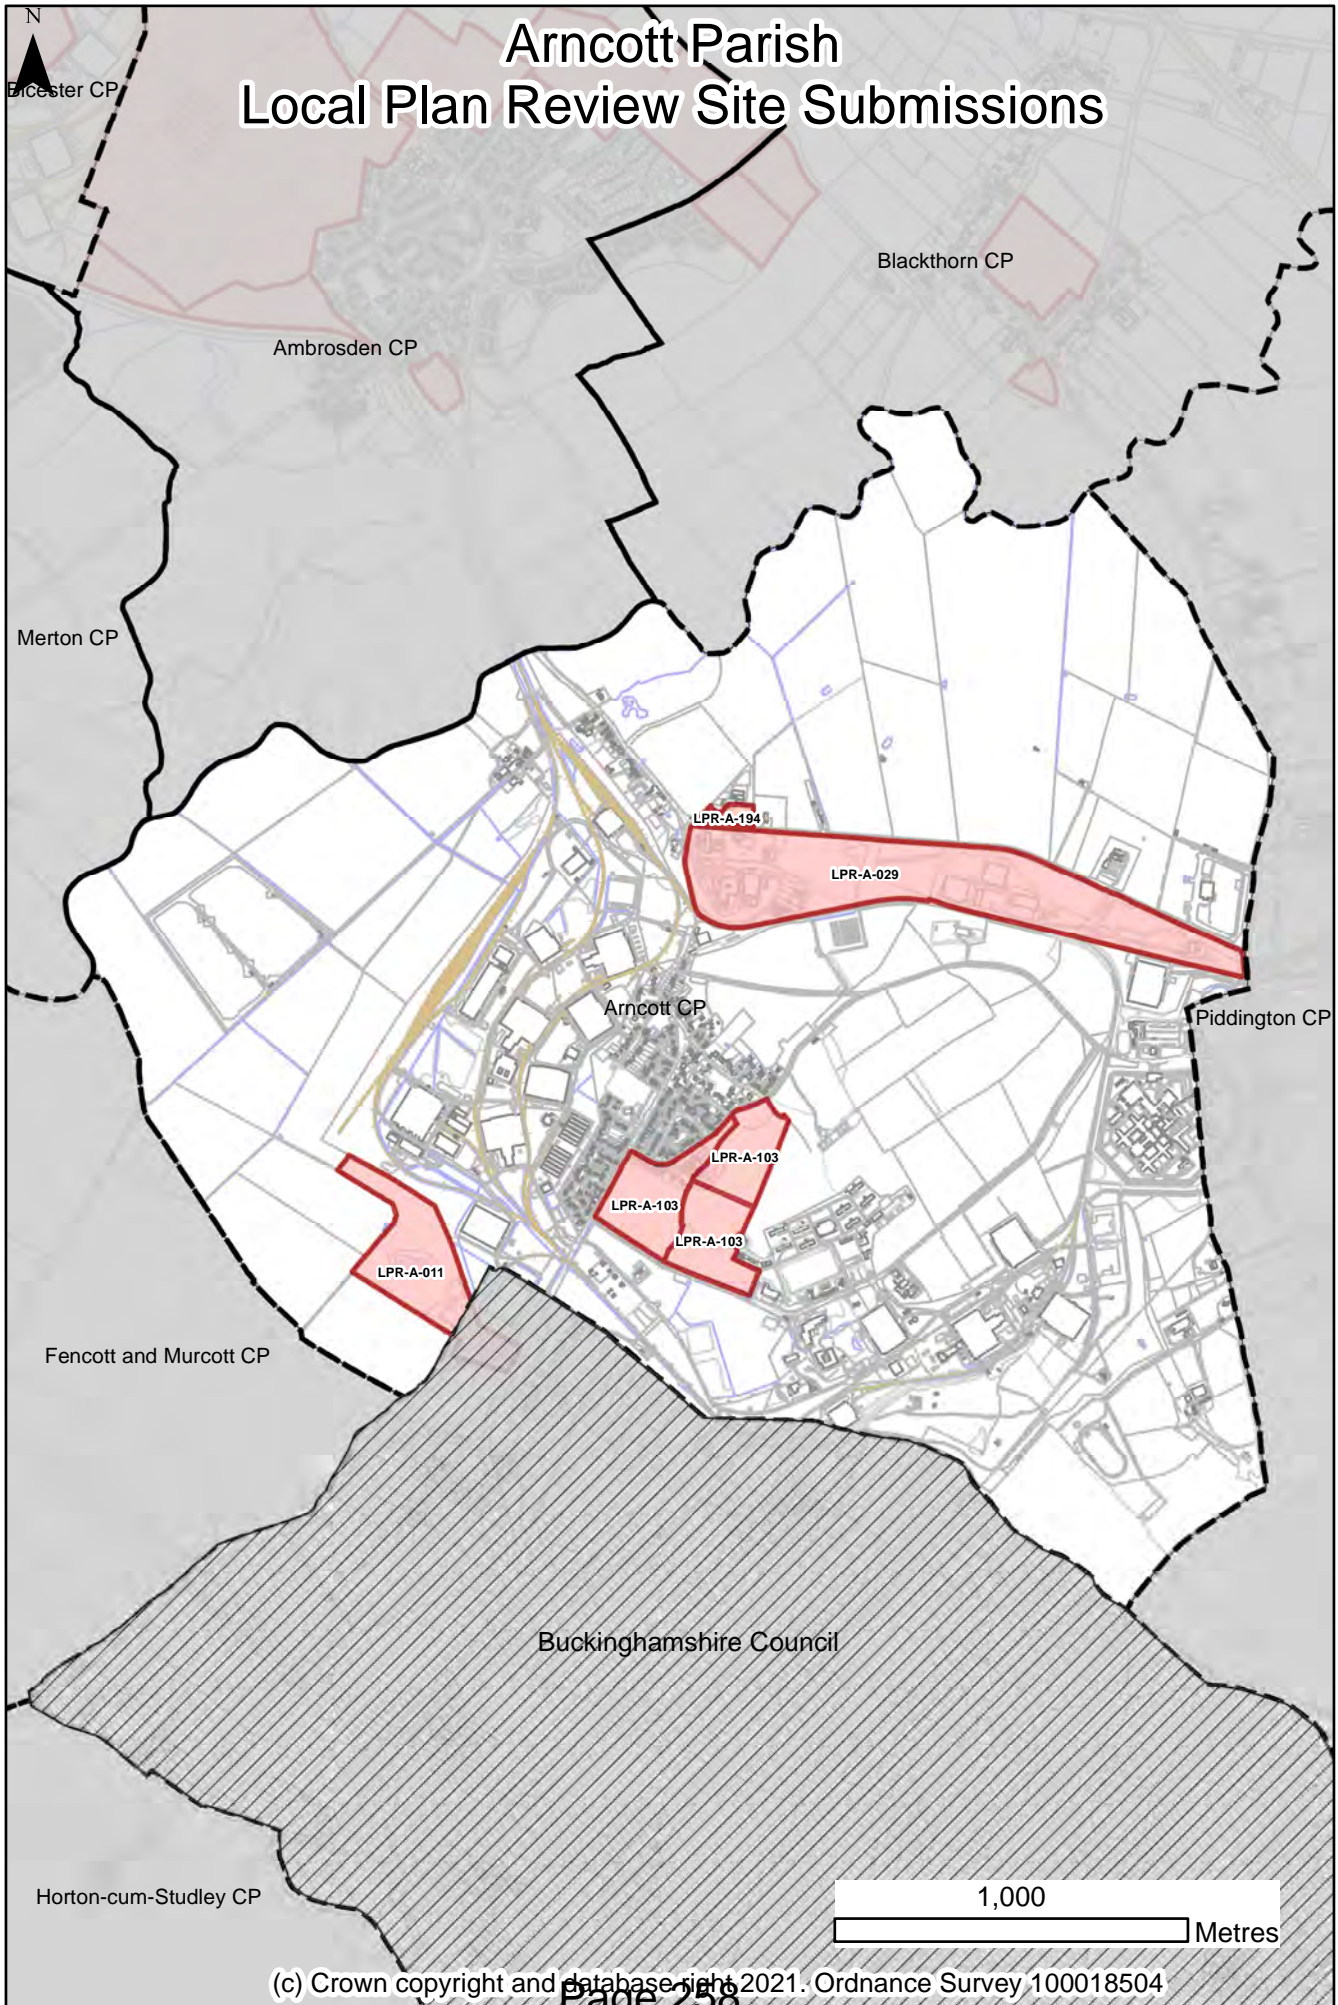 N
Arncott Parish
Local Plan Review Site Submissions
Bicester CP
Blackthorn CP
Ambrosden CP
Merton CP
LPR-A-194
LPR-A-029
Arncott CP
Piddington CP
LPR-A-103
LPR-A-103
LPR-A-103
LPR-A-011
Fencott and Murcott CP
Buckinghamshire Council
Horton-cum-Studley CP
1,000
Metres
(c) Crown copyright and database right 2021. Ordnance Survey 100018504
Page 258